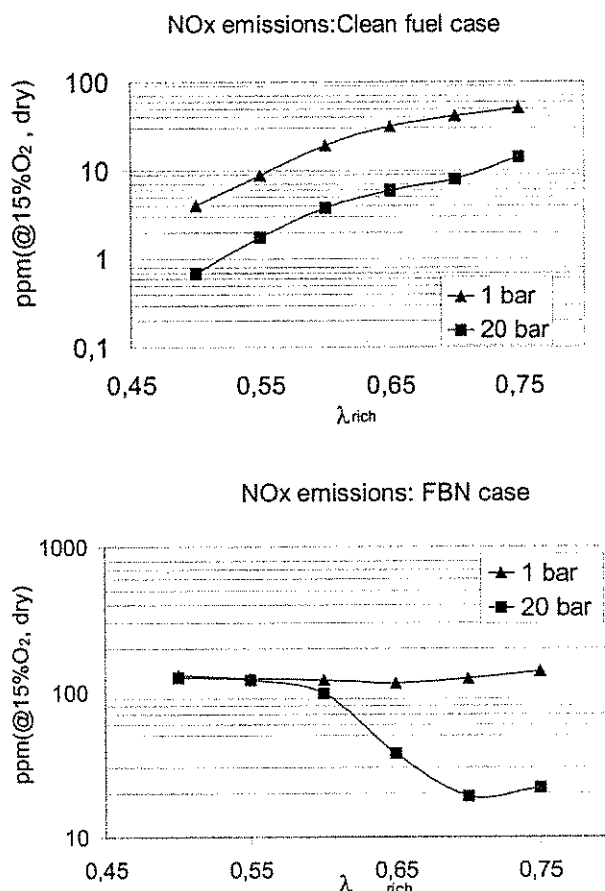 NOx emissions:Clean fuel case
ppm(@15%O₂ , dry)
100
10
1
0,1
1 bar
20 bar
0,45 0,55 0,65 0,75
λrich
NOx emissions: FBN case
ppm(@15%O₂, dry)
1000
100
10
1 bar
20 bar
0,45 0,55 0,65 0,75
λ rich